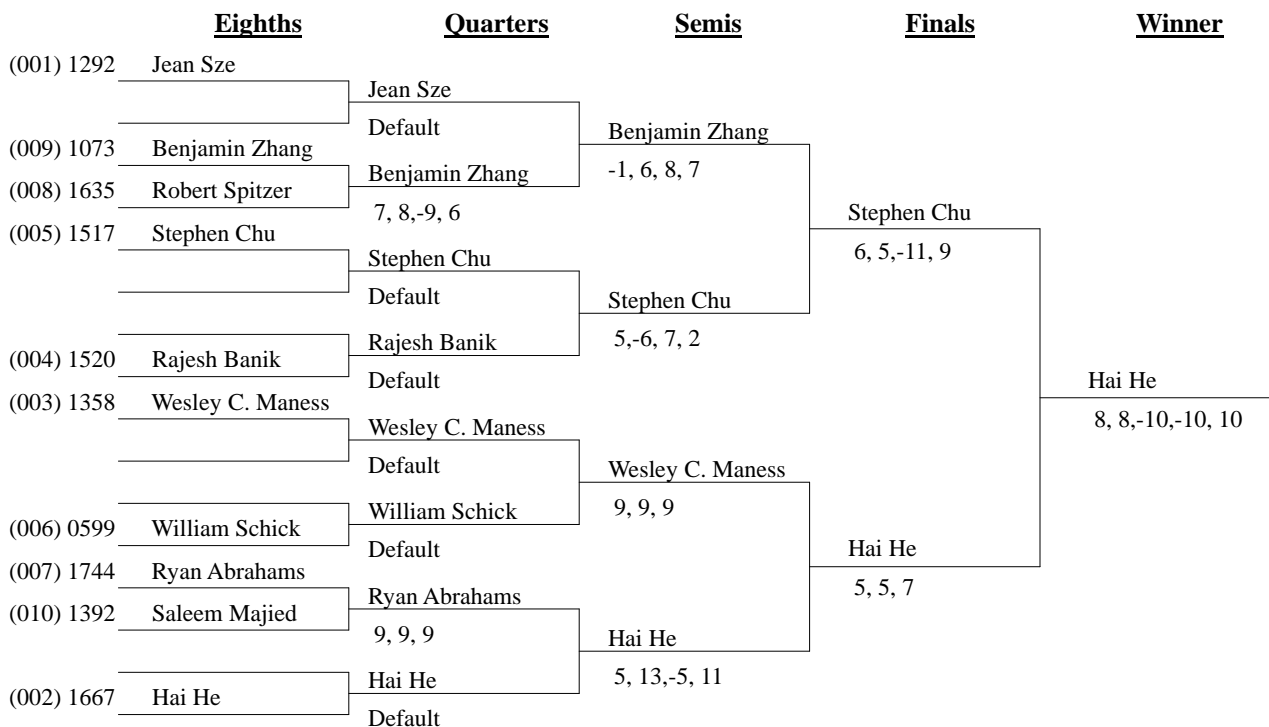 Eighths Quarters Semis Finals Winner
(001) 1292 Jean Sze
Jean Sze
Default
Benjamin Zhang
-1, 6, 8, 7
(009) 1073 Benjamin Zhang
Benjamin Zhang
7, 8,-9, 6
(008) 1635 Robert Spitzer
Stephen Chu
6, 5,-11, 9
(005) 1517 Stephen Chu
Stephen Chu
Default
Stephen Chu
5,-6, 7, 2
Rajesh Banik
Default
(004) 1520 Rajesh Banik
Hai He
8, 8,-10,-10, 10
(003) 1358 Wesley C. Maness
Wesley C. Maness
Default
Wesley C. Maness
9, 9, 9
William Schick
Default
(006) 0599 William Schick
Hai He
5, 5, 7
(007) 1744 Ryan Abrahams
Ryan Abrahams
9, 9, 9
(010) 1392 Saleem Majied
Hai He
5, 13,-5, 11
Hai He
Default
(002) 1667 Hai He